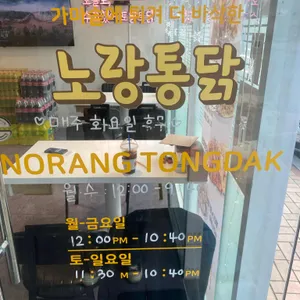 가마솥에 튀겨 더 바삭한
노랑통닭
♡매주 화요일 휴무♡
NORANG TONGDAK
월-금요일
12:00PM-10:40PM
토-일요일
11:30M-10:40PM